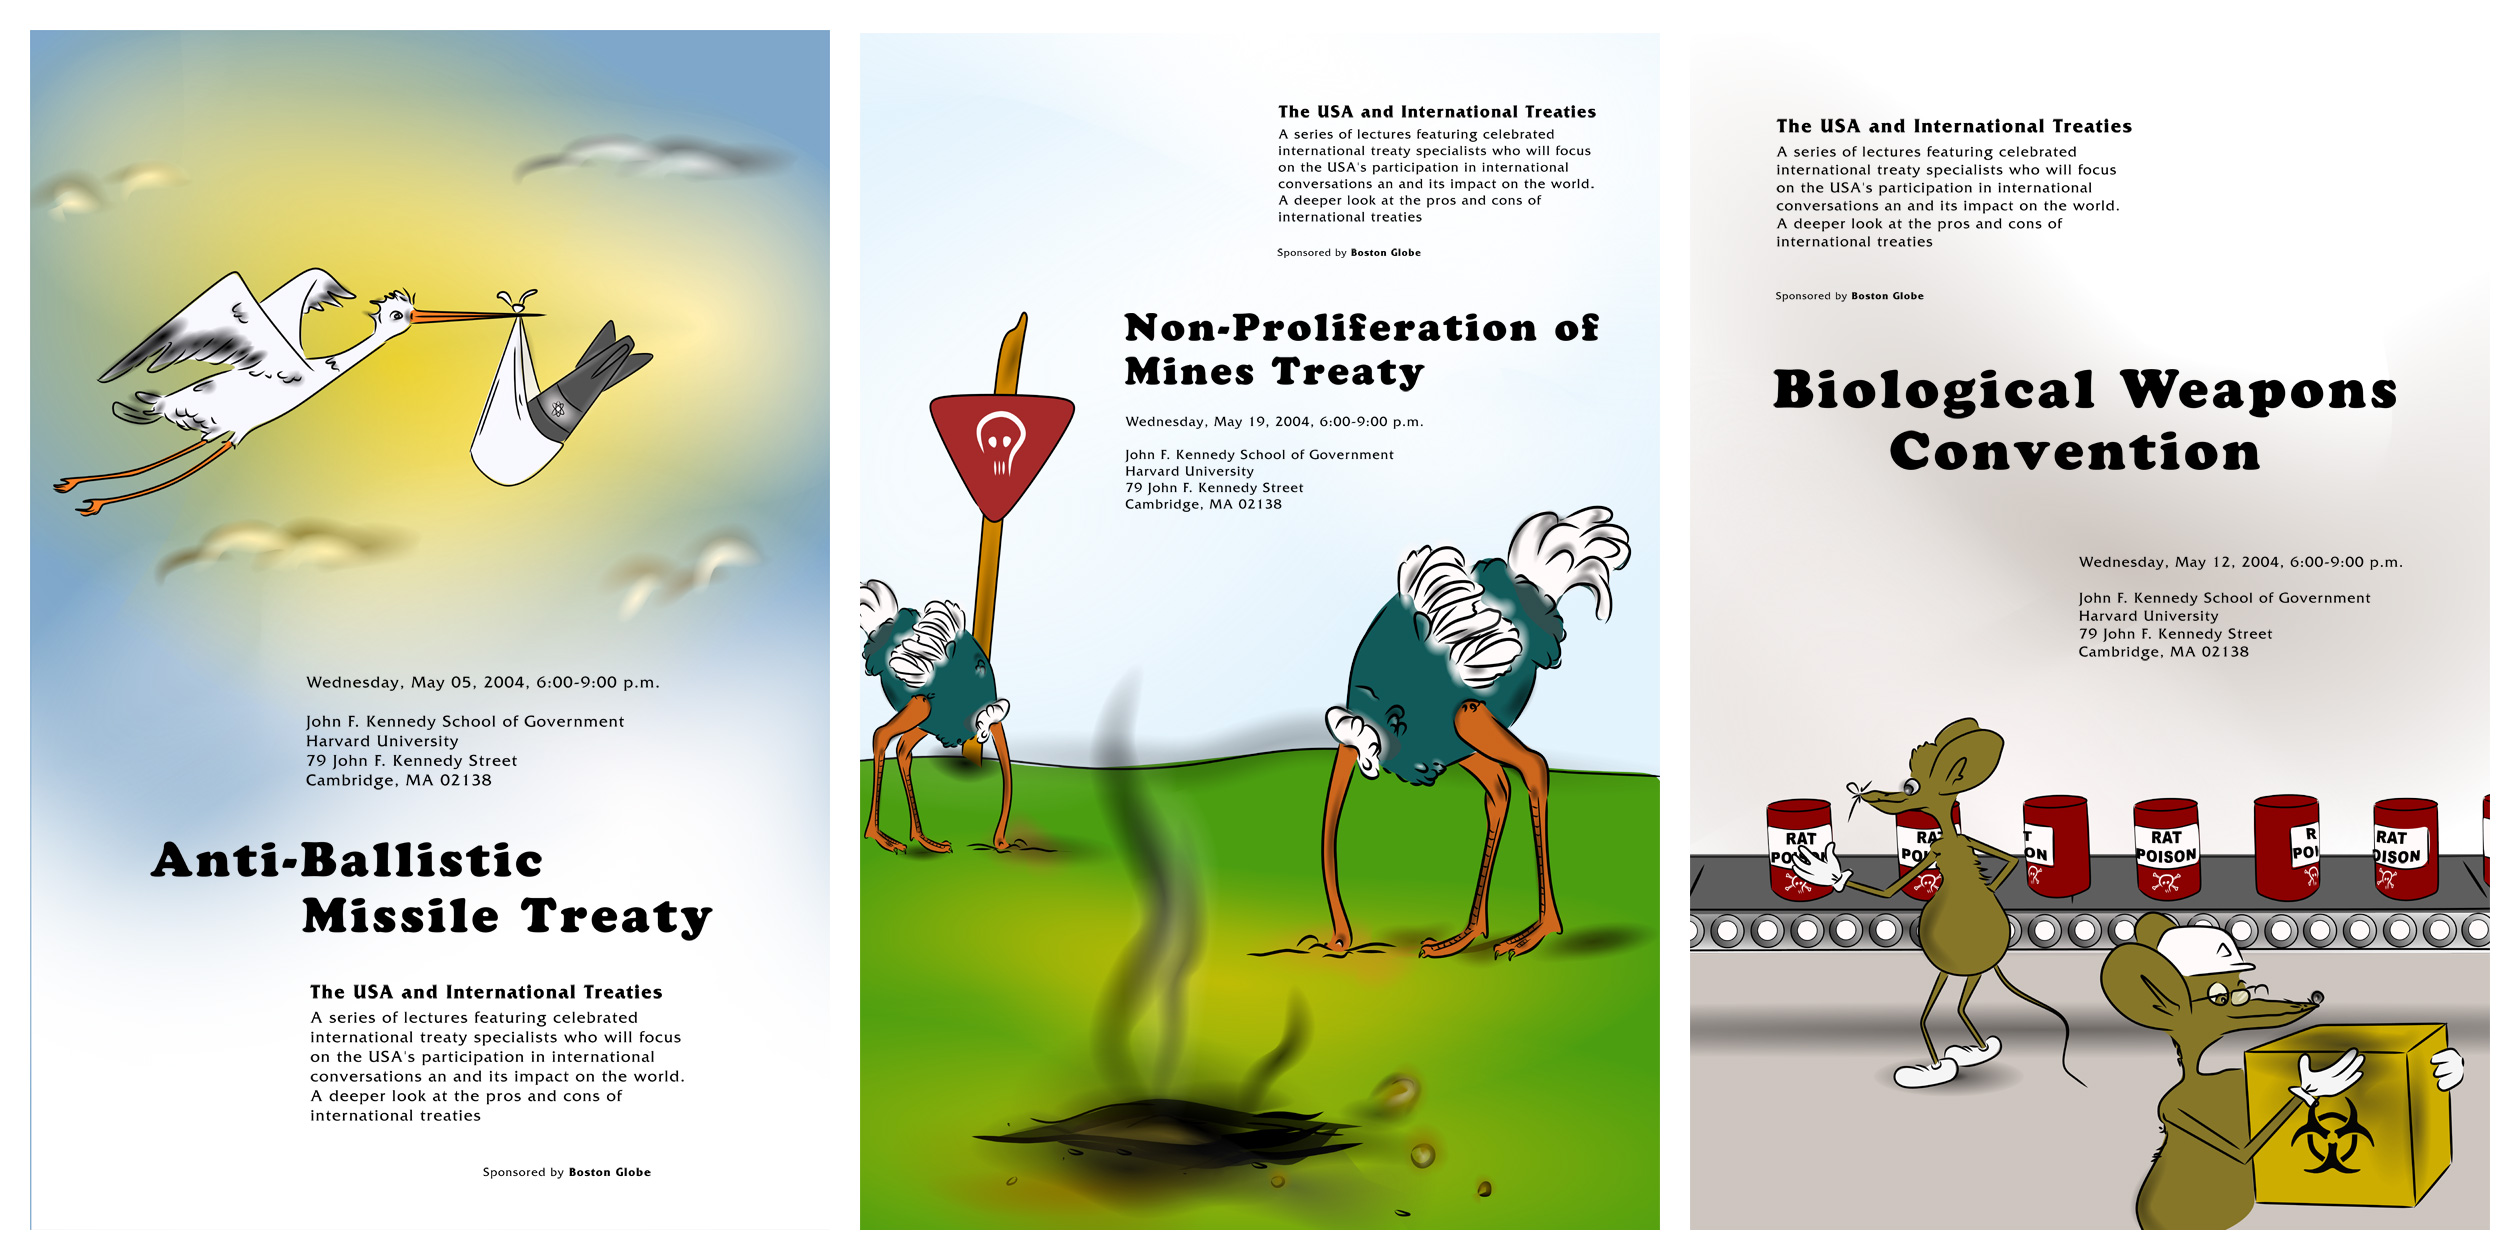 Wednesday, May 05, 2004, 6:00-9:00 p.m.
John F. Kennedy School of Government
Harvard University
79 John F. Kennedy Street
Cambridge, MA 02138
Anti-Ballistic
Missile Treaty
The USA and International Treaties
A series of lectures featuring celebrated
international treaty specialists who will focus
on the USA's participation in international
conversations an and its impact on the world.
A deeper look at the pros and cons of
international treaties
Sponsored by Boston Globe
The USA and International Treaties
A series of lectures featuring celebrated
international treaty specialists who will focus
on the USA's participation in international
conversations an and its impact on the world.
A deeper look at the pros and cons of
international treaties
Sponsored by Boston Globe
Non-Proliferation of
Mines Treaty
Wednesday, May 19, 2004, 6:00-9:00 p.m.
John F. Kennedy School of Government
Harvard University
79 John F. Kennedy Street
Cambridge, MA 02138
The USA and International Treaties
A series of lectures featuring celebrated
international treaty specialists who will focus
on the USA's participation in international
conversations an and its impact on the world.
A deeper look at the pros and cons of
international treaties
Sponsored by Boston Globe
Biological Weapons
Convention
Wednesday, May 12, 2004, 6:00-9:00 p.m.
John F. Kennedy School of Government
Harvard University
79 John F. Kennedy Street
Cambridge, MA 02138
RAT
PO
RAT
POI
T
ON
RAT
POISON
R
POI
RAT
OISON